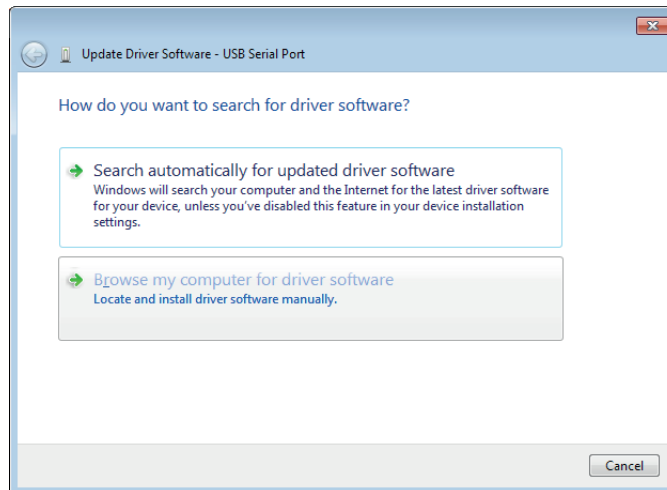 Update Driver Software - USB Serial Port
How do you want to search for driver software?
Search automatically for updated driver software
Windows will search your computer and the Internet for the latest driver software
for your device, unless you've disabled this feature in your device installation
settings.
Browse my computer for driver software
Locate and install driver software manually.
Cancel